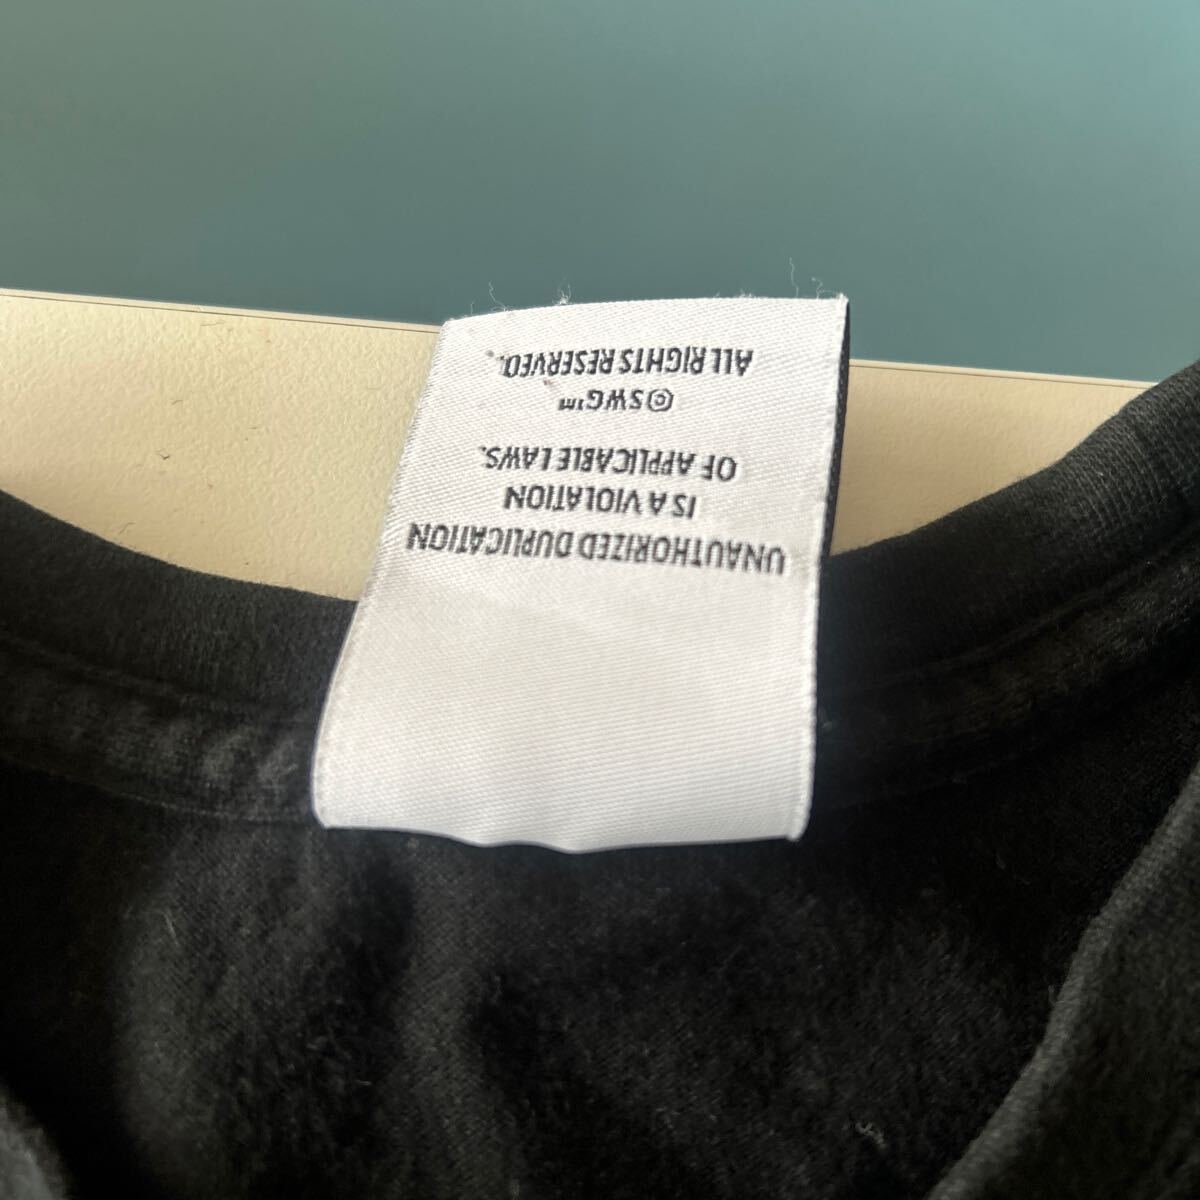 UNAUTHORIZED DUPLICATION
IS A VIOLATION
OF APPLICABLE LAWS.
©SWG™
ALL RIGHTS RESERVED.